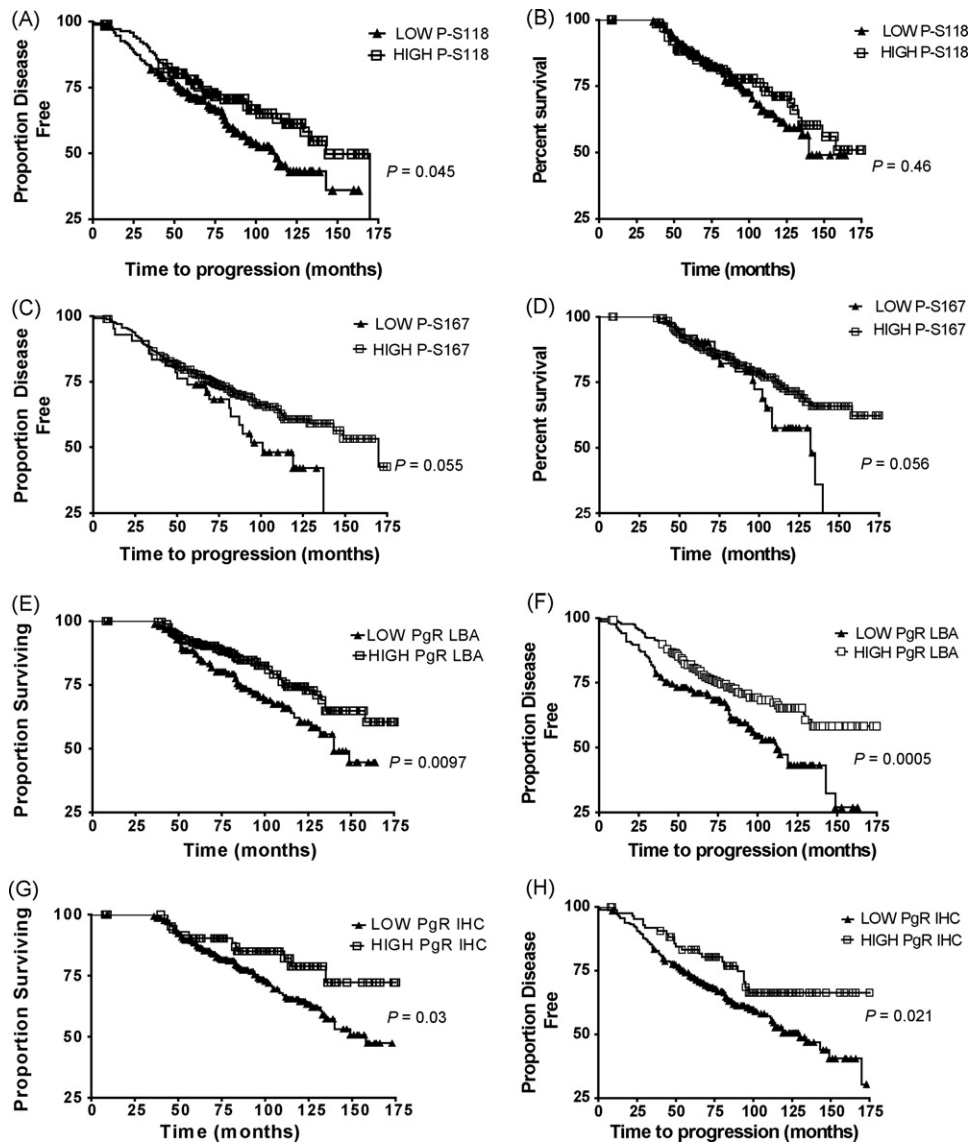 (A)
Proportion Disease
Free
100
75
50
25
0 25 50 75 100 125 150 175
Time to progression (months)
LOW P-S118
HIGH P-S118
P = 0.045
(B)
Percent survival
100
75
50
25
0 25 50 75 100 125 150 175
Time (months)
LOW P-S118
HIGH P-S118
P = 0.46
(C)
Proportion Disease
Free
100
75
50
25
0 25 50 75 100 125 150 175
Time to progression (months)
LOW P-S167
HIGH P-S167
P = 0.055
(D)
Percent survival
100
75
50
25
0 25 50 75 100 125 150 175
Time (months)
LOW P-S167
HIGH P-S167
P = 0.056
(E)
Proportion Surviving
100
75
50
25
0 25 50 75 100 125 150 175
Time (months)
LOW PgR LBA
HIGH PgR LBA
P = 0.0097
(F)
Proportion Disease
Free
100
75
50
25
0 25 50 75 100 125 150 175
Time to progression (months)
LOW PgR LBA
HIGH PgR LBA
P = 0.0005
(G)
Proportion Surviving
100
75
50
25
0 25 50 75 100 125 150 175
Time (months)
LOW PgR IHC
HIGH PgR IHC
P = 0.03
(H)
Proportion Disease
Free
100
75
50
25
0 25 50 75 100 125 150 175
Time to progression (months)
LOW PgR IHC
HIGH PgR IHC
P = 0.021